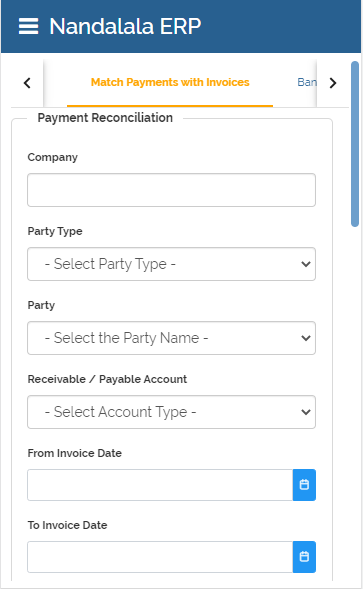 Nandalala ERP
Match Payments with Invoices
Ban
Payment Reconciliation
Company
Party Type
- Select Party Type -
Party
- Select the Party Name -
Receivable / Payable Account
- Select Account Type -
From Invoice Date
To Invoice Date